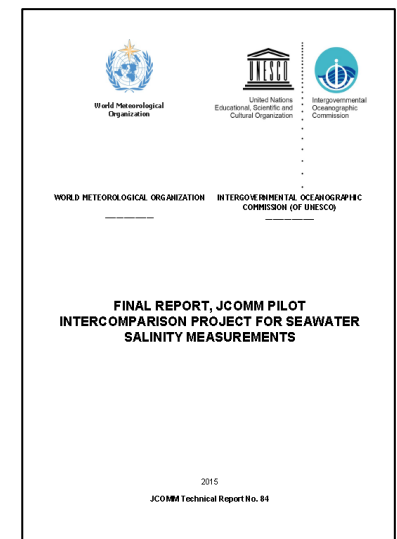 World Meteorological
Organization
UNESCO
United Nations
Educational, Scientific and
Cultural Organization
Intergovernmental
Oceanographic
Commission
WORLD METEOROLOGICAL ORGANIZATION
INTERGOVERNMENTAL OCEANOGRAPHIC
COMMISSION (OF UNESCO)
FINAL REPORT, JCOMM PILOT
INTERCOMPARISON PROJECT FOR SEAWATER
SALINITY MEASUREMENTS
2015
JCOMM Technical Report No. 84